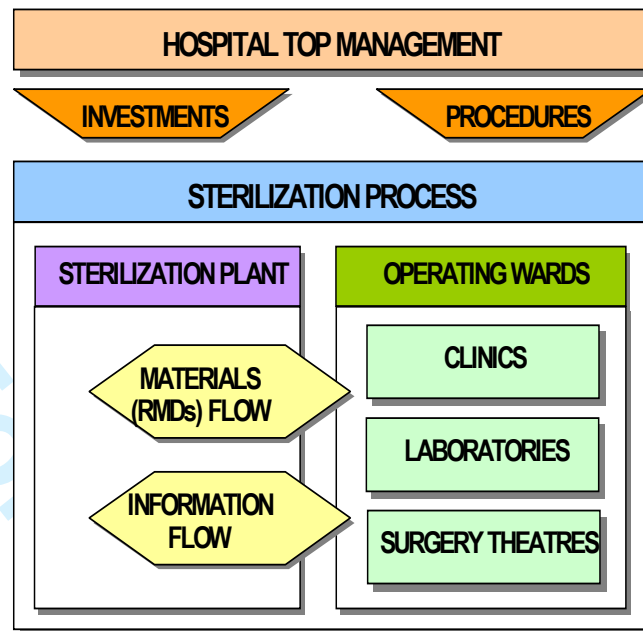 HOSPITAL TOP MANAGEMENT
INVESTMENTS
PROCEDURES
STERILIZATION PROCESS
STERILIZATION PLANT
OPERATING WARDS
MATERIALS
(RMDs) FLOW
INFORMATION
FLOW
CLINICS
LABORATORIES
SURGERY THEATRES